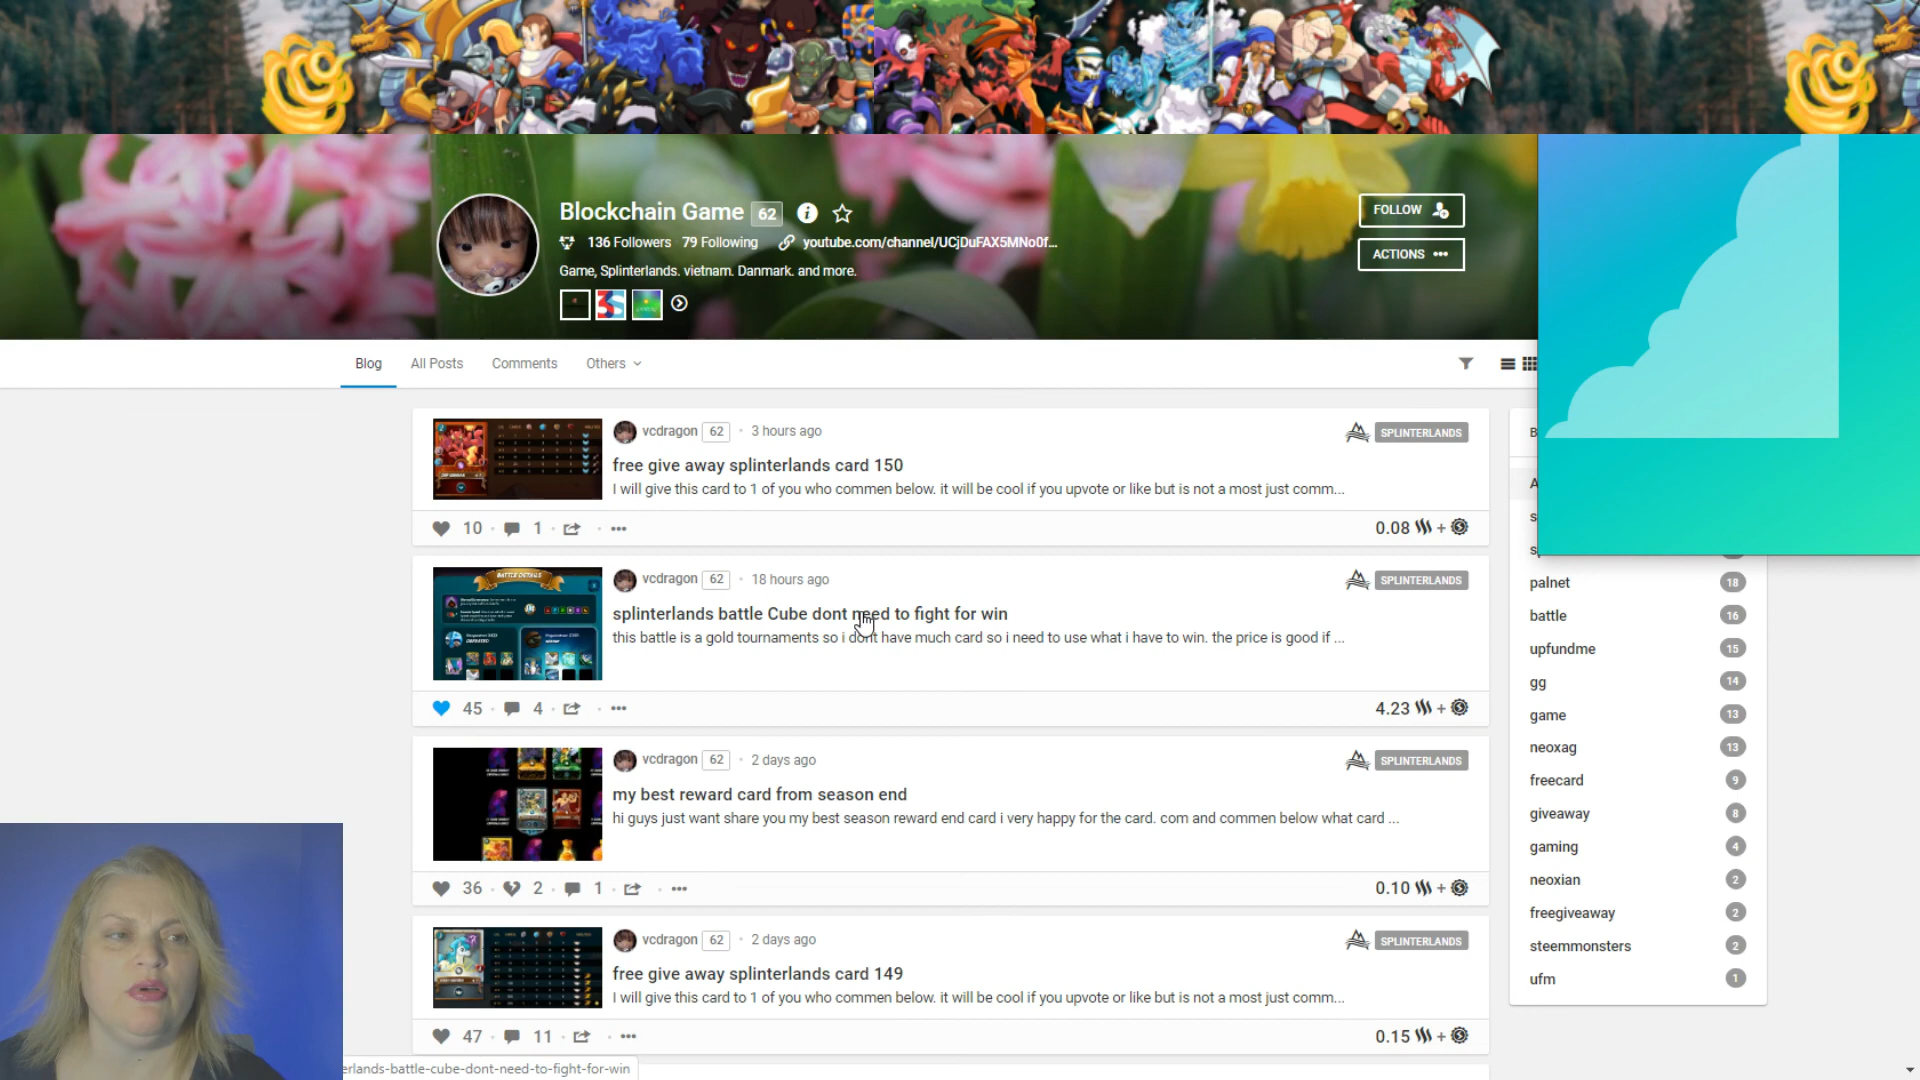 Blockchain Game 62
136 Followers 79 Following youtube.com/channel/UCjDuFAX5MNo0f...
Game, Splinterlands. vietnam. Danmark. and more.
FOLLOW
ACTIONS
Blog All Posts Comments Others
vcdragon 62 · 3 hours ago SPLINTERLANDS
free give away splinterlands card 150
I will give this card to 1 of you who commen below. it will be cool if you upvote or like but is not a most just comm...
10 · 1 · · ••• 0.08 +
BATTLE DETAILS
vcdragon 62 · 18 hours ago SPLINTERLANDS
splinterlands battle Cube dont need to fight for win
this battle is a gold tournaments so i dont have much card so i need to use what i have to win. the price is good if ...
45 · 4 · · ••• 4.23 +
vcdragon 62 · 2 days ago SPLINTERLANDS
my best reward card from season end
hi guys just want share you my best season reward end card i very happy for the card. com and commen below what card ...
36 · 2 · 1 · · ••• 0.10 +
vcdragon 62 · 2 days ago SPLINTERLANDS
free give away splinterlands card 149
I will give this card to 1 of you who commen below. it will be cool if you upvote or like but is not a most just comm...
47 · 11 · · ••• 0.15 +
palnet 18
battle 16
upfundme 15
gg 14
game 13
neoxag 13
freecard 9
giveaway 8
gaming 4
neoxian 2
freegiveaway 2
steemmonsters 2
ufm 1
erlands-battle-cube-dont-need-to-fight-for-win